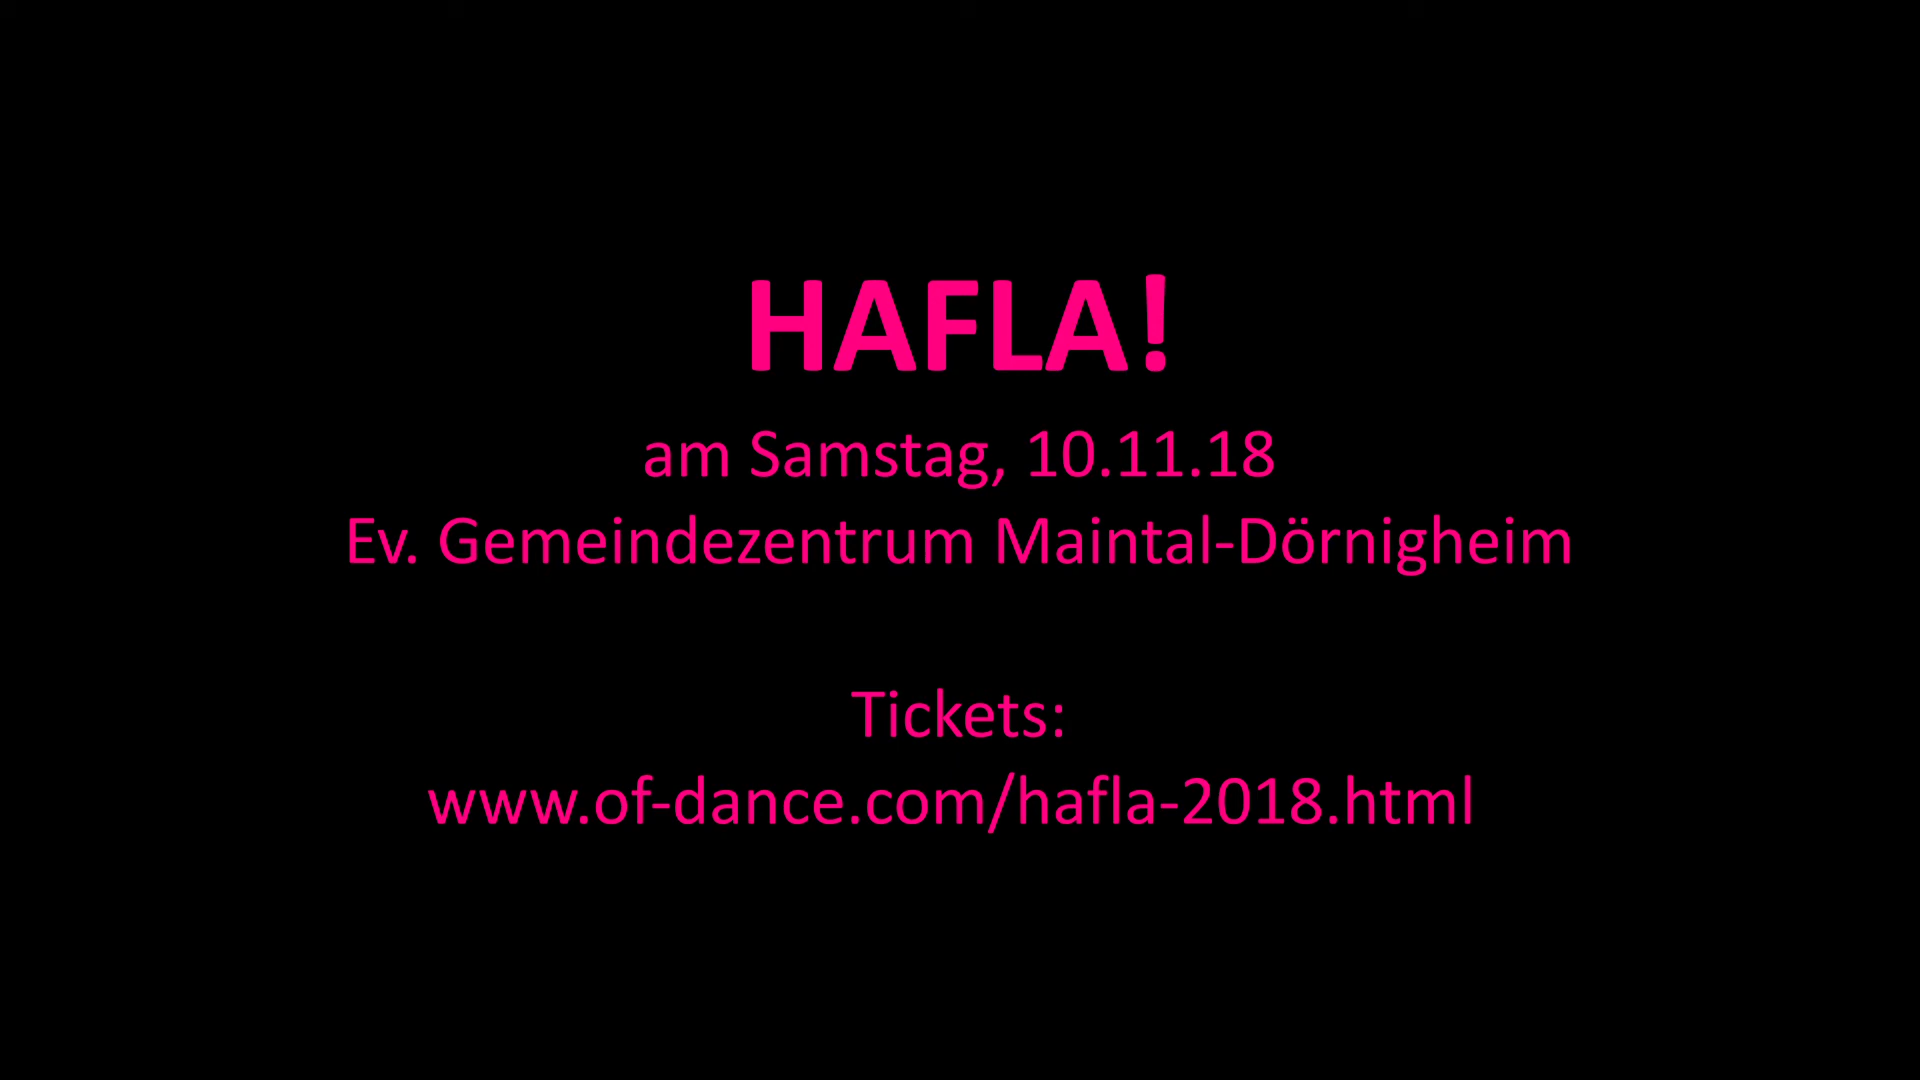 HAFLA!
am Samstag, 10.11.18
Ev. Gemeindezentrum Maintal-Dörnigheim
Tickets:
www.of-dance.com/hafla-2018.html